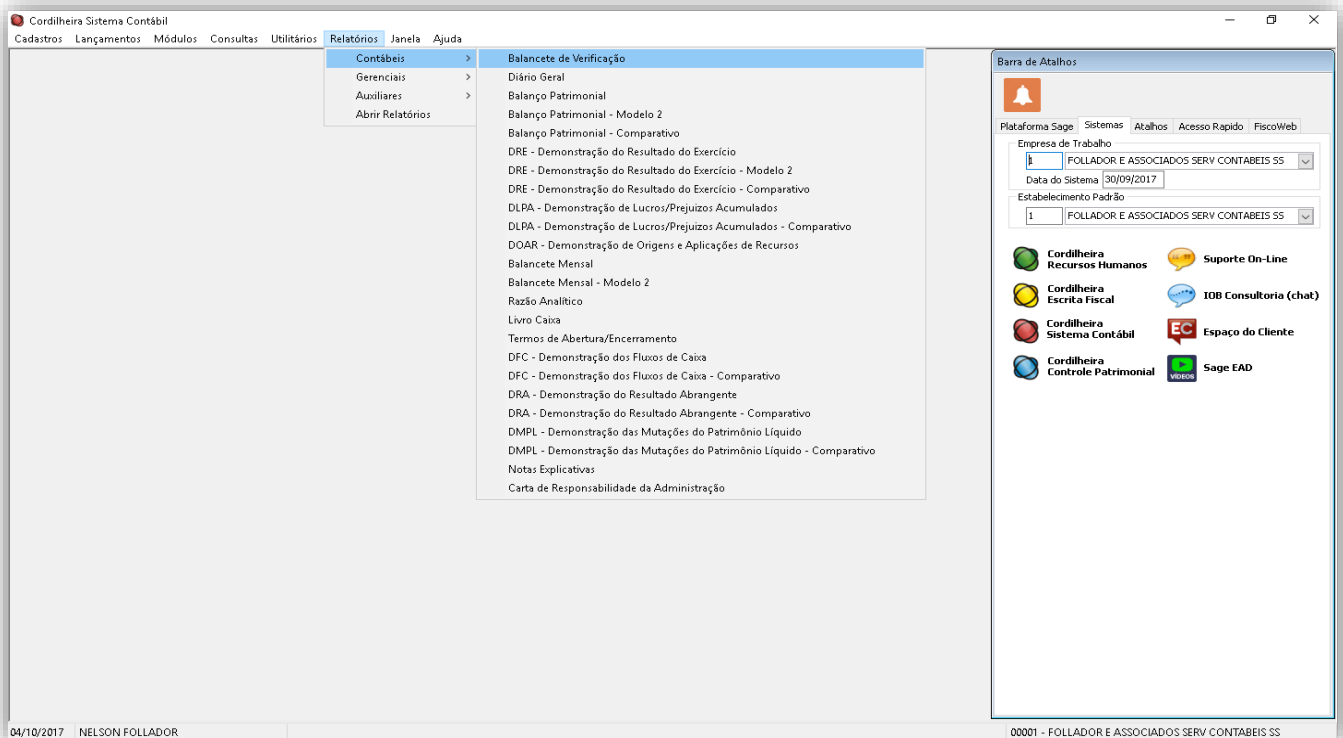 Cordilheira Sistema Contábil
Cadastros Lançamentos Módulos Consultas Utilitários Relatórios Janela Ajuda
Contábeis
Gerenciais
Auxiliares
Abrir Relatórios
Balancete de Verificação
Diário Geral
Balanço Patrimonial
Balanço Patrimonial - Modelo 2
Balanço Patrimonial - Comparativo
DRE - Demonstração do Resultado do Exercício
DRE - Demonstração do Resultado do Exercício - Modelo 2
DRE - Demonstração do Resultado do Exercício - Comparativo
DLPA - Demonstração de Lucros/Prejuizos Acumulados
DLPA - Demonstração de Lucros/Prejuizos Acumulados - Comparativo
DOAR - Demonstração de Origens e Aplicações de Recursos
Balancete Mensal
Balancete Mensal - Modelo 2
Razão Analítico
Livro Caixa
Termos de Abertura/Encerramento
DFC - Demonstração dos Fluxos de Caixa
DFC - Demonstração dos Fluxos de Caixa - Comparativo
DRA - Demonstração do Resultado Abrangente
DRA - Demonstração do Resultado Abrangente - Comparativo
DMPL - Demonstração das Mutações do Patrimônio Líquido
DMPL - Demonstração das Mutações do Patrimônio Líquido - Comparativo
Notas Explicativas
Carta de Responsabilidade da Administração
Barra de Atalhos
Plataforma Sage Sistemas Atalhos Acesso Rapido FiscoWeb
Empresa de Trabalho
1 FOLLADOR E ASSOCIADOS SERV CONTABEIS SS
Data do Sistema 30/09/2017
Estabelecimento Padrão
1 FOLLADOR E ASSOCIADOS SERV CONTABEIS SS
Cordilheira
Recursos Humanos
Suporte On-Line
Cordilheira
Escrita Fiscal
IOB Consultoria (chat)
Cordilheira
Sistema Contábil
EC Espaço do Cliente
Cordilheira
Controle Patrimonial
VÍDEOS Sage EAD
04/10/2017 NELSON FOLLADOR 00001 - FOLLADOR E ASSOCIADOS SERV CONTABEIS SS